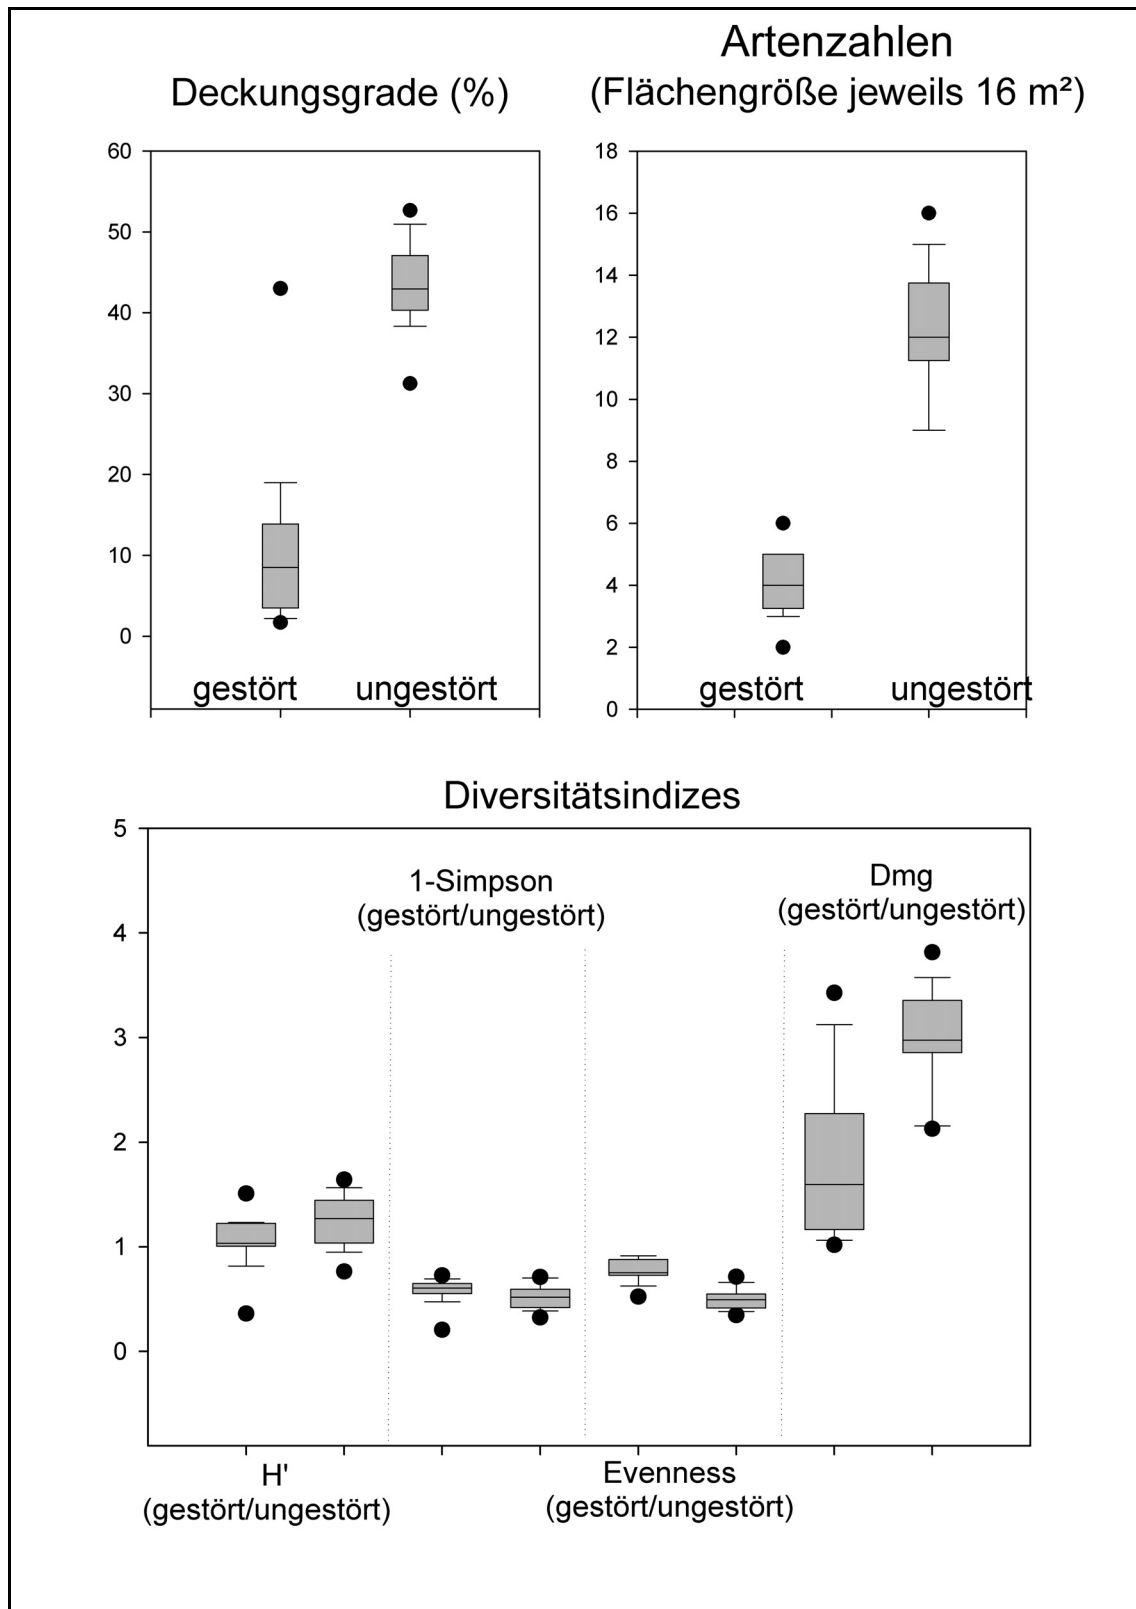 Deckungsgrade (%)
60
50
40
30
20
10
0
gestört ungestört
Artenzahlen
(Flächengröße jeweils 16 m²)
18
16
14
12
10
8
6
4
2
0
gestört ungestört
Diversitätsindizes
5
4
3
2
1
0
1-Simpson
(gestört/ungestört)
Dmg
(gestört/ungestört)
H'
(gestört/ungestört)
Evenness
(gestört/ungestört)